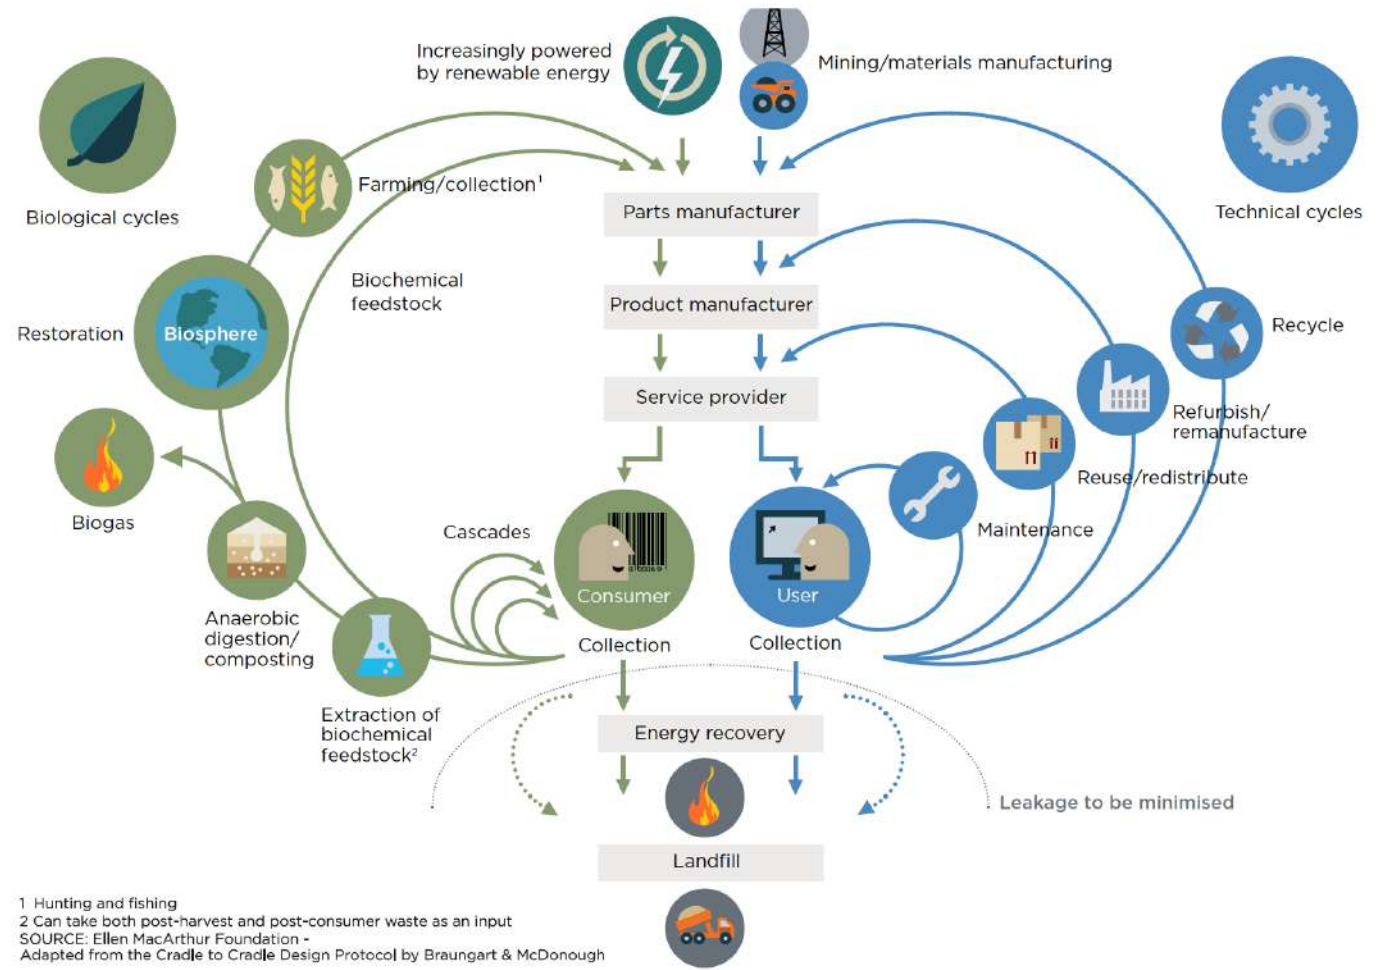 Increasingly powered
by renewable energy
Mining/materials manufacturing
Biological cycles
Technical cycles
Farming/collection¹
Parts manufacturer
Biochemical
feedstock
Product manufacturer
Restoration
Biosphere
Recycle
Service provider
Refurbish/
remanufacture
Reuse/redistribute
Biogas
Cascades
Maintenance
Consumer
User
Anaerobic
digestion/
composting
Collection
Collection
Extraction of
biochemical
feedstock²
Energy recovery
Leakage to be minimised
Landfill
1 Hunting and fishing
2 Can take both post-harvest and post-consumer waste as an input
SOURCE: Ellen MacArthur Foundation -
Adapted from the Cradle to Cradle Design Protocol by Braungart & McDonough